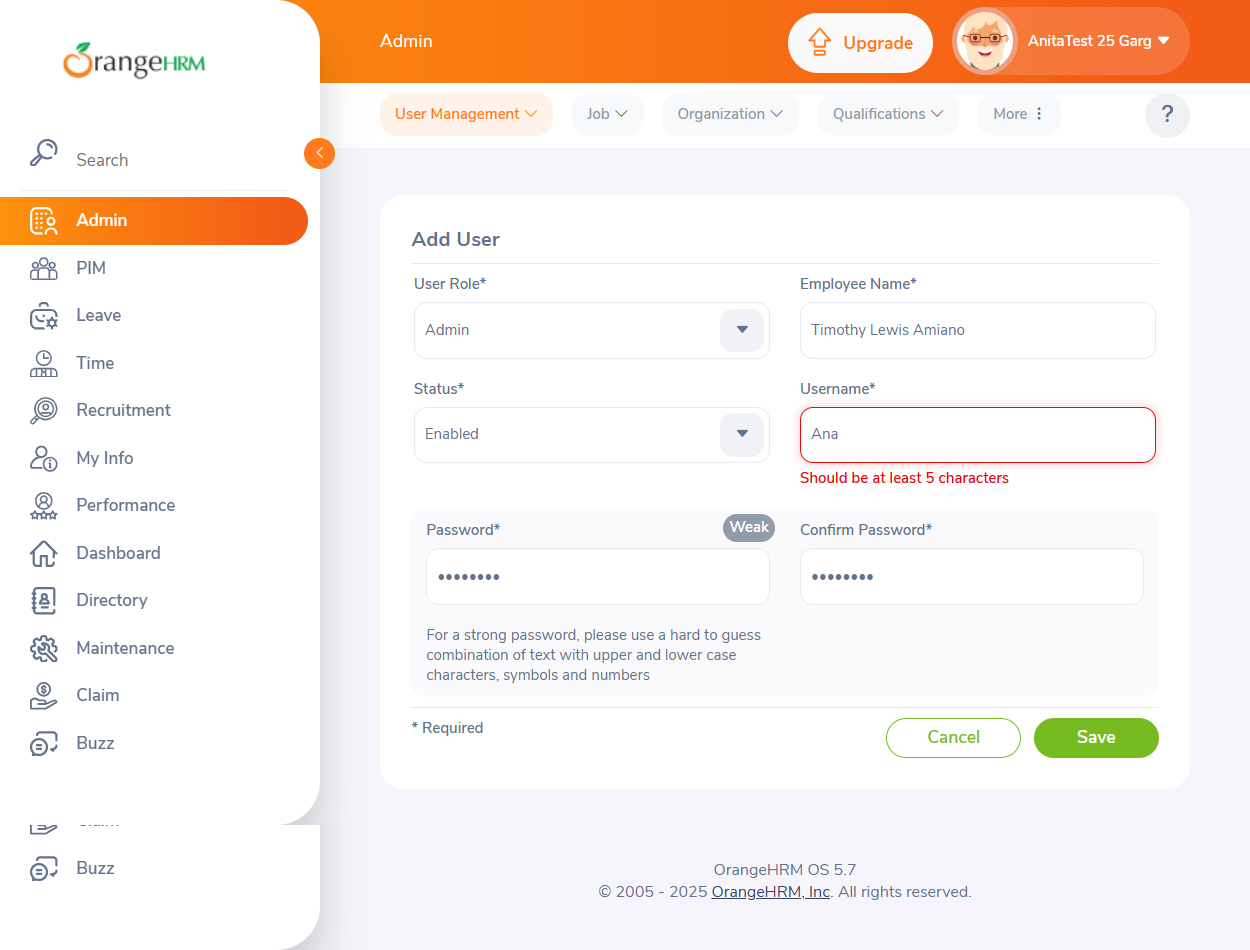 OrangeHRM
Admin
Upgrade
AnitaTest 25 Garg
User Management
Job
Organization
Qualifications
More
?
Search
Admin
PIM
Leave
Time
Recruitment
My Info
Performance
Dashboard
Directory
Maintenance
Claim
Buzz
Buzz
Add User
User Role*
Employee Name*
Admin
Timothy Lewis Amiano
Status*
Username*
Enabled
Ana
Should be at least 5 characters
Password*
Weak
Confirm Password*
••••••••
••••••••
For a strong password, please use a hard to guess
combination of text with upper and lower case
characters, symbols and numbers
* Required
Cancel
Save
OrangeHRM OS 5.7
© 2005 - 2025 OrangeHRM, Inc. All rights reserved.